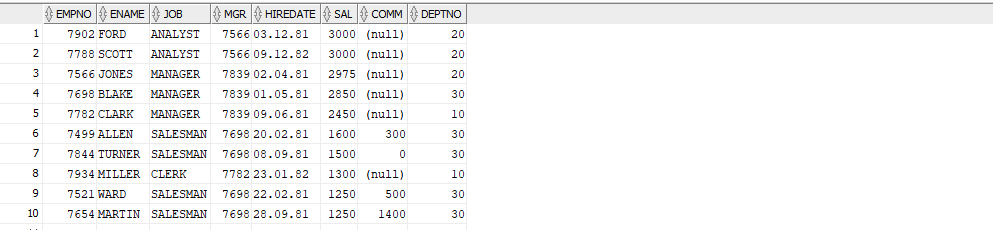 EMPNO ENAME JOB MGR HIREDATE SAL COMM DEPTNO
1 7902 FORD ANALYST 7566 03.12.81 3000 (null) 20
2 7788 SCOTT ANALYST 7566 09.12.82 3000 (null) 20
3 7566 JONES MANAGER 7839 02.04.81 2975 (null) 20
4 7698 BLAKE MANAGER 7839 01.05.81 2850 (null) 30
5 7782 CLARK MANAGER 7839 09.06.81 2450 (null) 10
6 7499 ALLEN SALESMAN 7698 20.02.81 1600 300 30
7 7844 TURNER SALESMAN 7698 08.09.81 1500 0 30
8 7934 MILLER CLERK 7782 23.01.82 1300 (null) 10
9 7521 WARD SALESMAN 7698 22.02.81 1250 500 30
10 7654 MARTIN SALESMAN 7698 28.09.81 1250 1400 30